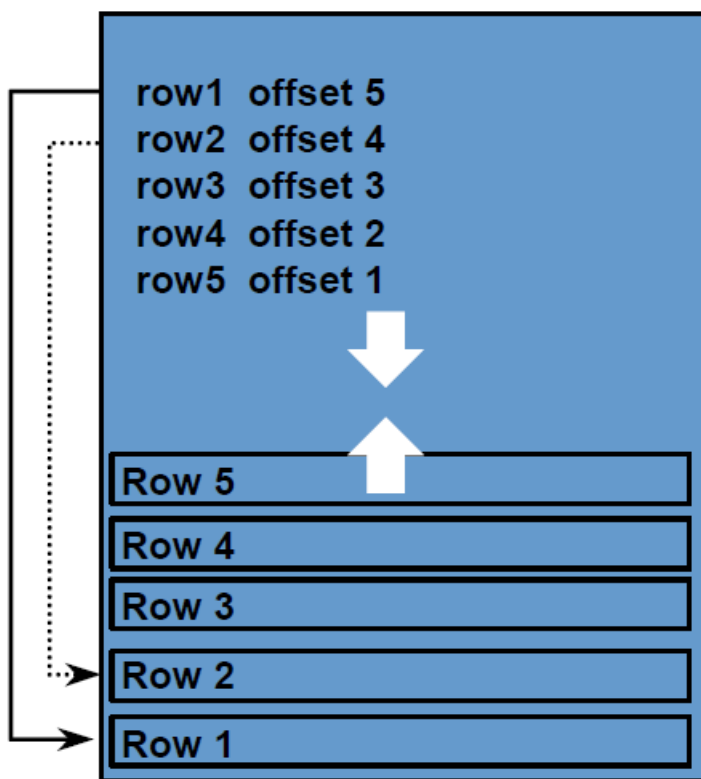 row1 offset 5
row2 offset 4
row3 offset 3
row4 offset 2
row5 offset 1
Row 5
Row 4
Row 3
Row 2
Row 1